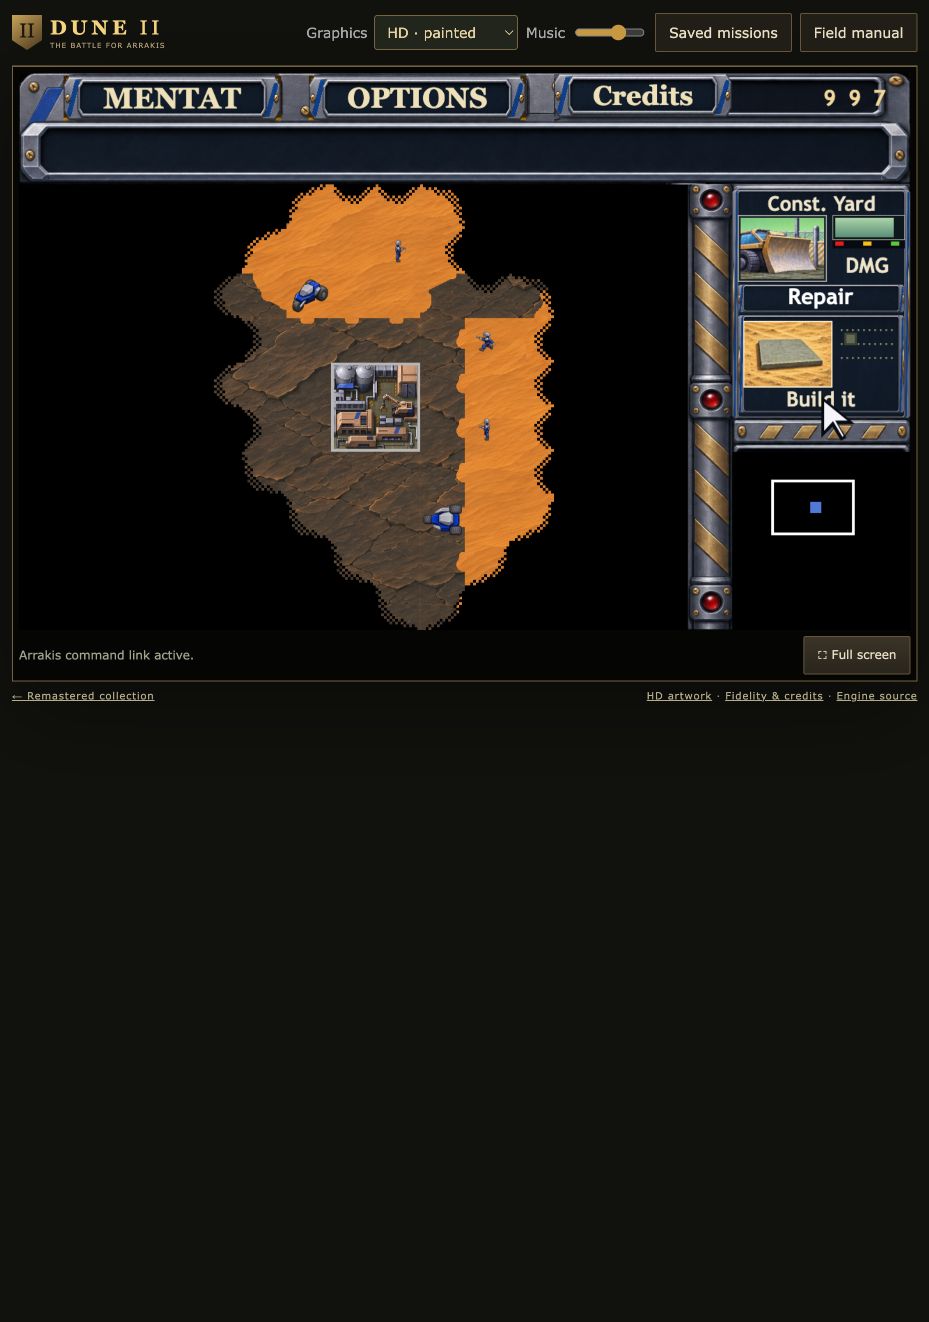 II DUNE II
THE BATTLE FOR ARRAKIS
Graphics HD · painted Music Saved missions Field manual
MENTAT OPTIONS Credits 997
Const. Yard
DMG
Repair
Build it
Arrakis command link active.
Full screen
← Remastered collection
HD artwork · Fidelity & credits · Engine source